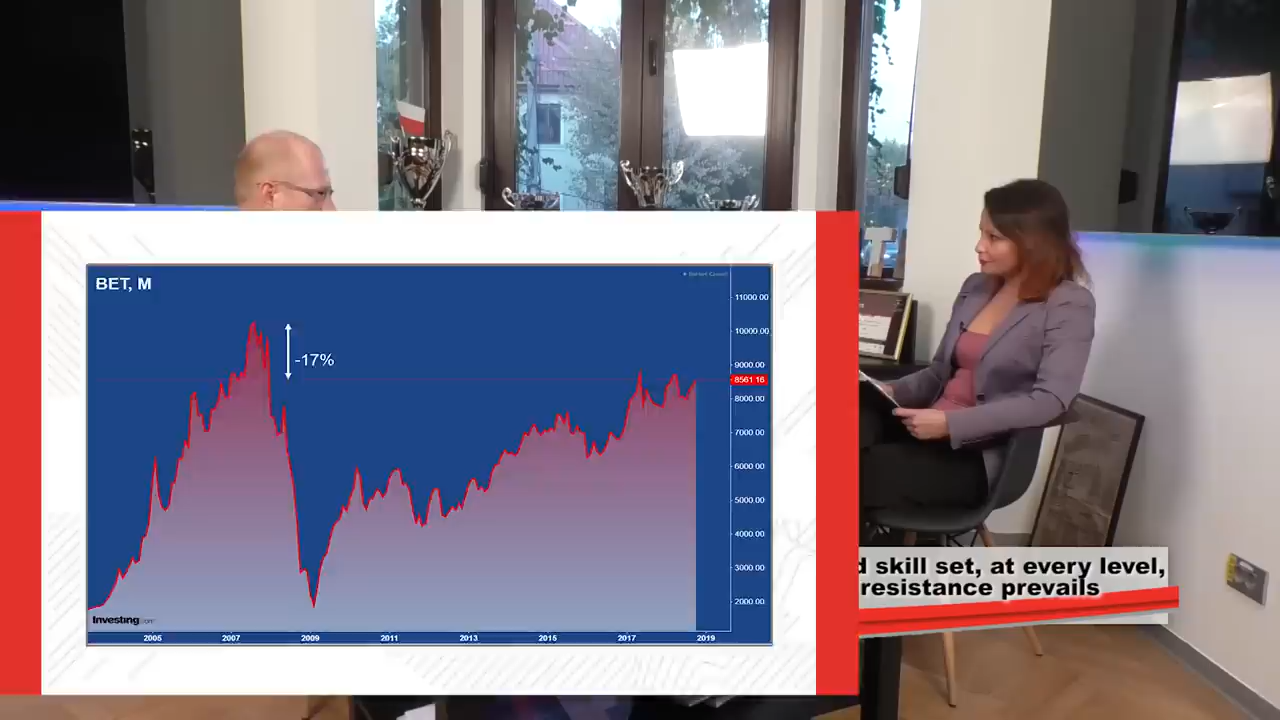 BET, M
11000.00
10000.00
-17%
9000.00
8561.16
8000.00
7000.00
6000.00
5000.00
4000.00
3000.00
2000.00
Investing.com
2005 2007 2009 2011 2013 2015 2017 2019
skill set, at every level,
resistance prevails